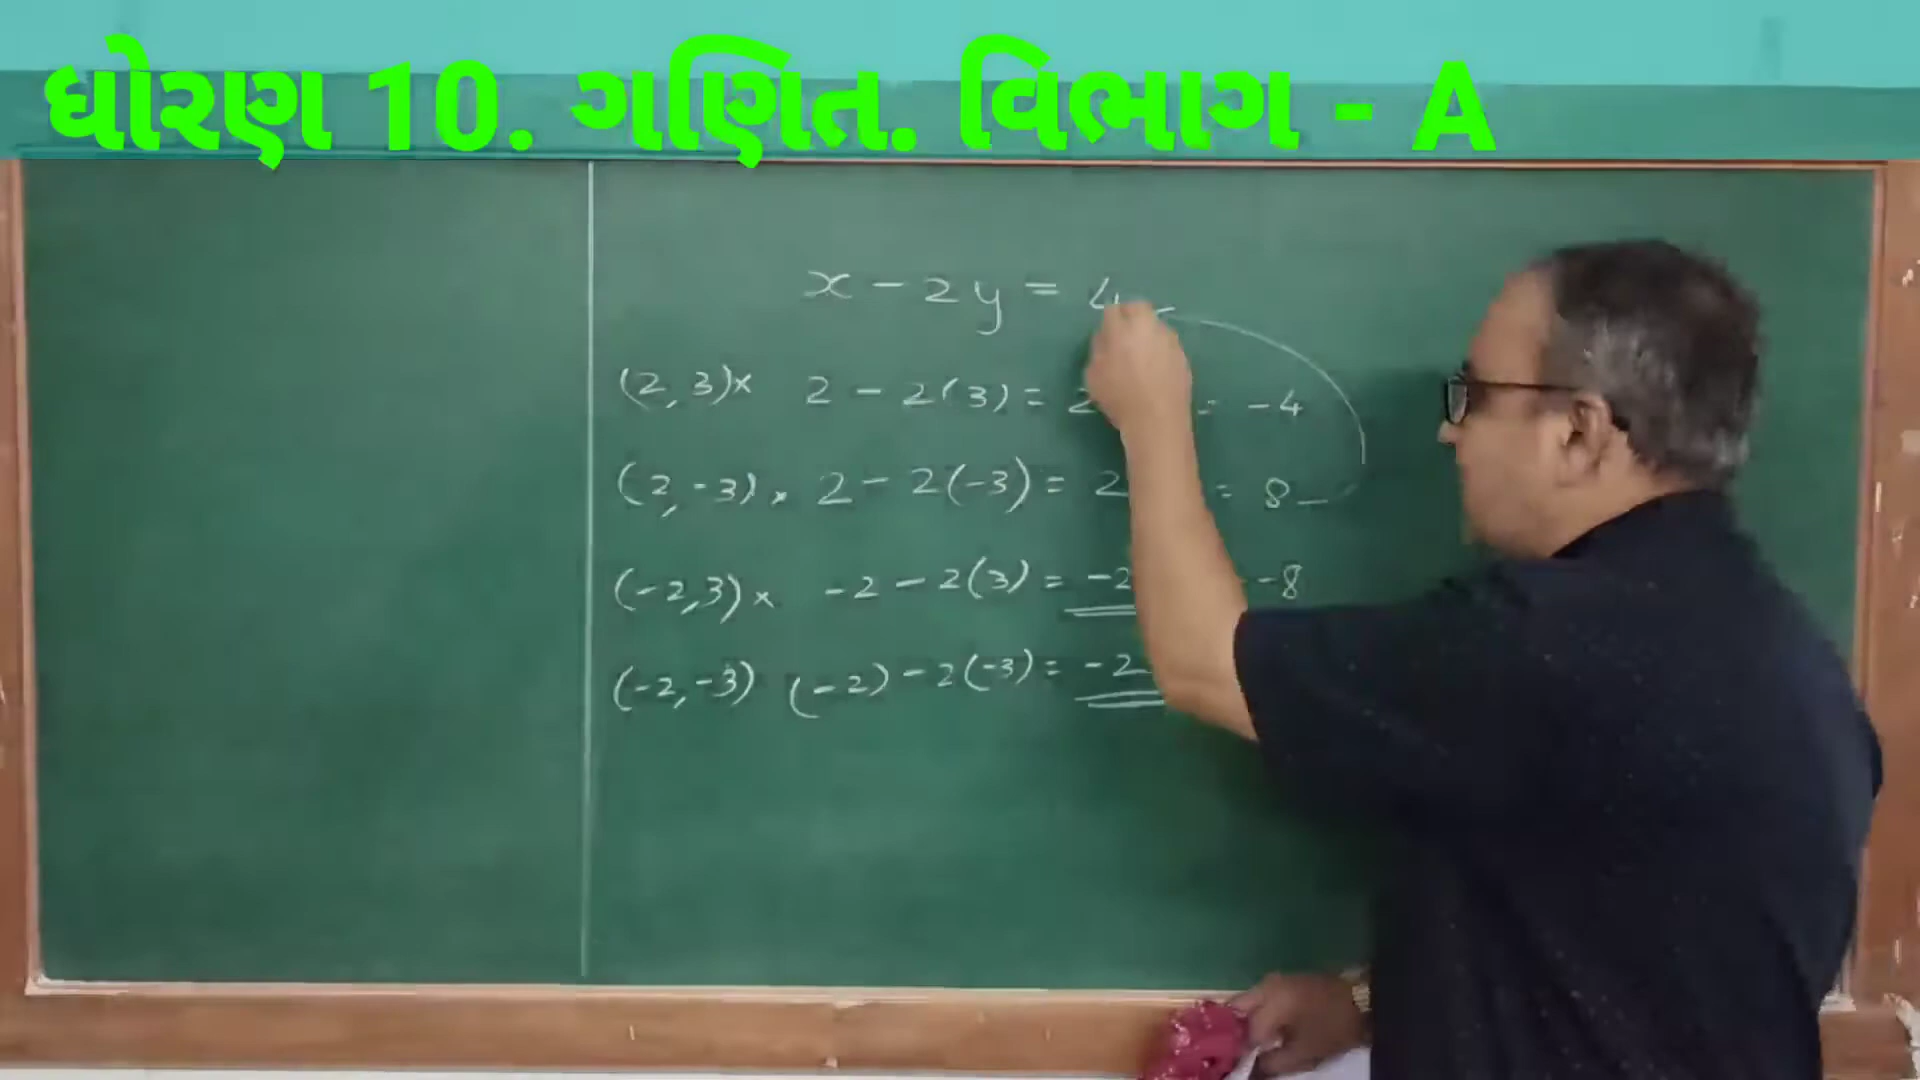 ધોરણ 10. ગણિત. વિભાગ - A
x - 2y = 4
(2, 3)× 2 - 2(3) = 2 = -4
(2, -3) × 2 - 2(-3) = 2 = 8
(-2,3) × -2 - 2(3) = -2 -8
(-2,-3) (-2) - 2(-3) = -2